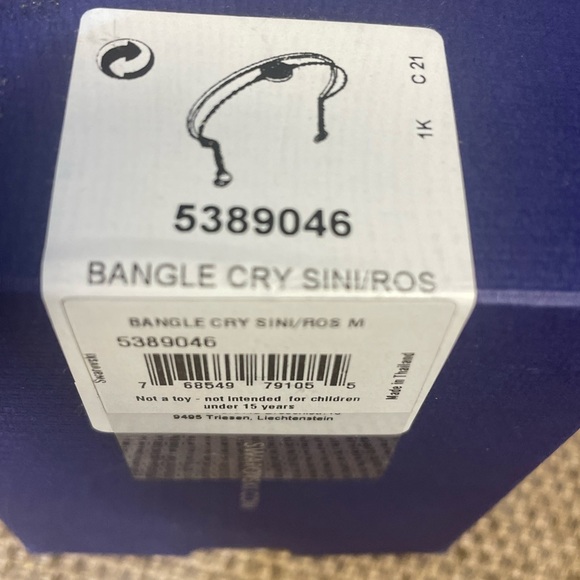 C 21
1K
5389046
BANGLE CRY SINI/ROS
BANGLE CRY SINI/ROS M
5389046
7 68549 79105 5
Not a toy - not intended for children
under 15 years
9495 Triesen, Liechtenstein
Swarovski
Made in Thailand